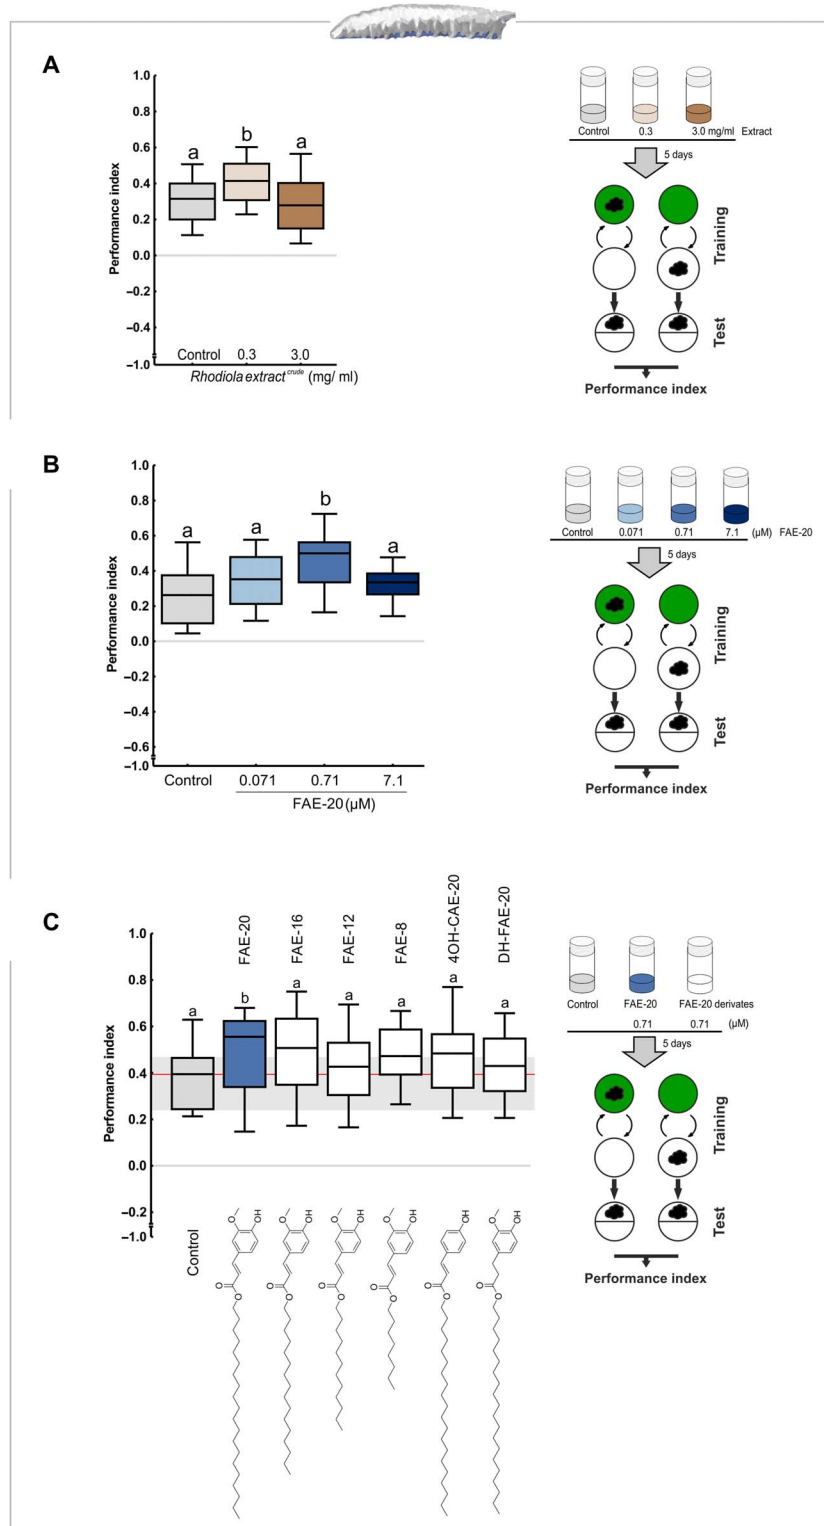 A
Performance index
1.0
0.8
0.6
0.4
0.2
0.0
−0.2
−0.4
−1.0
a
b
a
Control 0.3 3.0
Rhodiola extract crude (mg/ ml)
Control 0.3 3.0 mg/ml Extract
5 days
Training
Test
Performance index
B
Performance index
1.0
0.8
0.6
0.4
0.2
0.0
−0.2
−0.4
−0.6
−1.0
a
a
b
a
Control 0.071 0.71 7.1
FAE-20 (µM)
Control 0.071 0.71 7.1 (µM) FAE-20
5 days
Training
Test
Performance index
C
Performance index
1.0
0.8
0.6
0.4
0.2
0.0
−0.2
−1.0
FAE-20
FAE-16
FAE-12
FAE-8
4OH-CAE-20
DH-FAE-20
a
b
a
a
a
a
a
Control
O OH
O
O
O OH
O
O
O OH
O
O
O OH
O
O
OH
O
O
O OH
O
O
Control FAE-20 FAE-20 derivates
0.71 0.71 (µM)
5 days
Training
Test
Performance index